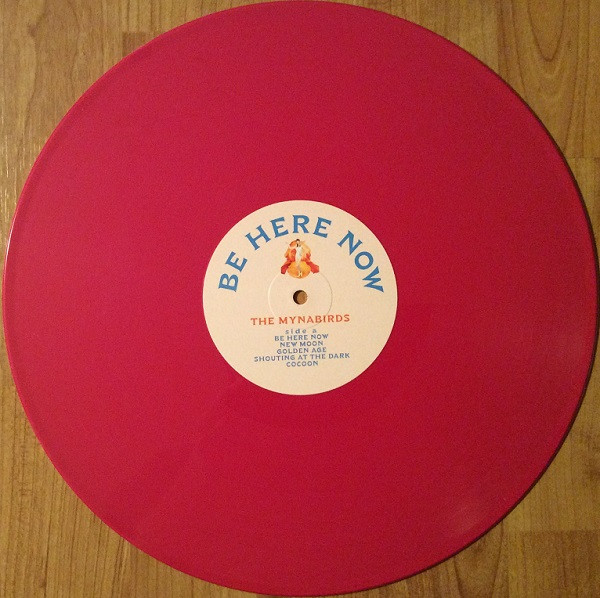 BE HERE NOW
THE MYNABIRDS
side a
BE HERE NOW
NEW MOON
GOLDEN AGE
SHOUTING AT THE DARK
COCOON